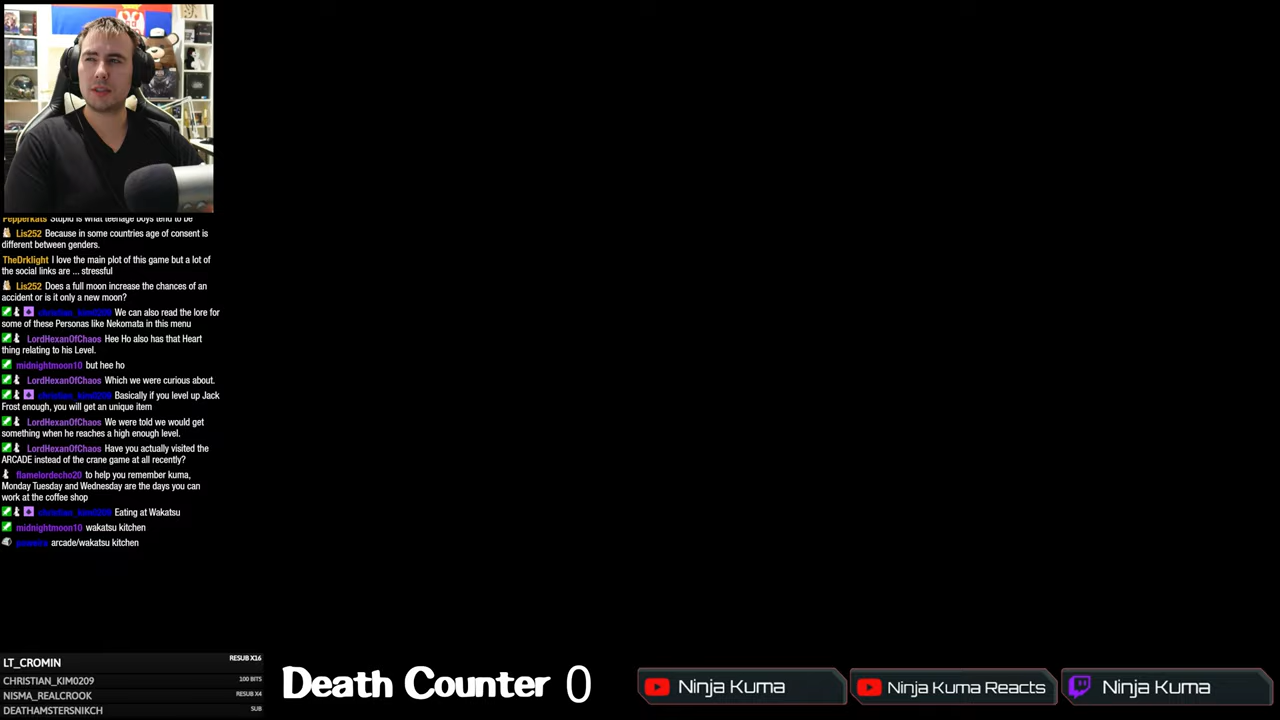 Pepperkats Stupid is what teenage boys tend to be
Lis252 Because in some countries age of consent is
different between genders.
TheDrklight I love the main plot of this game but a lot of
the social links are ... stressful
Lis252 Does a full moon increase the chances of an
accident or is it only a new moon?
christian_kim0209 We can also read the lore for
some of these Personas like Nekomata in this menu
LordHexanOfChaos Hee Ho also has that Heart
thing relating to his Level.
midnightmoon10 but hee ho
LordHexanOfChaos Which we were curious about.
christian_kim0209 Basically if you level up Jack
Frost enough, you will get an unique item
LordHexanOfChaos We were told we would get
something when he reaches a high enough level.
LordHexanOfChaos Have you actually visited the
ARCADE instead of the crane game at all recently?
flamelordecho20 to help you remember kuma,
Monday Tuesday and Wednesday are the days you can
work at the coffee shop
christian_kim0209 Eating at Wakatsu
midnightmoon10 wakatsu kitchen
arcade/wakatsu kitchen
LT_CROMIN RESUB X16
CHRISTIAN_KIM0209 100 BITS
NISMA_REALCROOK RESUB X4
DEATHAMSTERSNIKCH SUB
Death Counter 0
Ninja Kuma
Ninja Kuma Reacts
Ninja Kuma